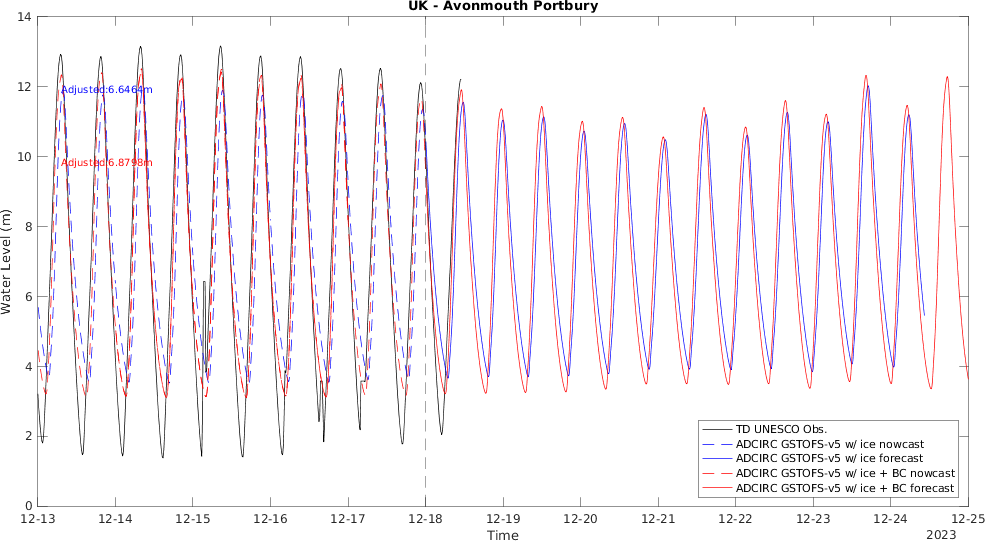 UK - Avonmouth Portbury
14
12
10
8
6
4
2
0
Water Level (m)
Adjusted:6.6464m
Adjusted:6.8798m
TD UNESCO Obs.
ADCIRC GSTOFS-v5 w/ ice nowcast
ADCIRC GSTOFS-v5 w/ ice forecast
ADCIRC GSTOFS-v5 w/ ice + BC nowcast
ADCIRC GSTOFS-v5 w/ ice + BC forecast
12-13 12-14 12-15 12-16 12-17 12-18 12-19 12-20 12-21 12-22 12-23 12-24 12-25
Time
2023